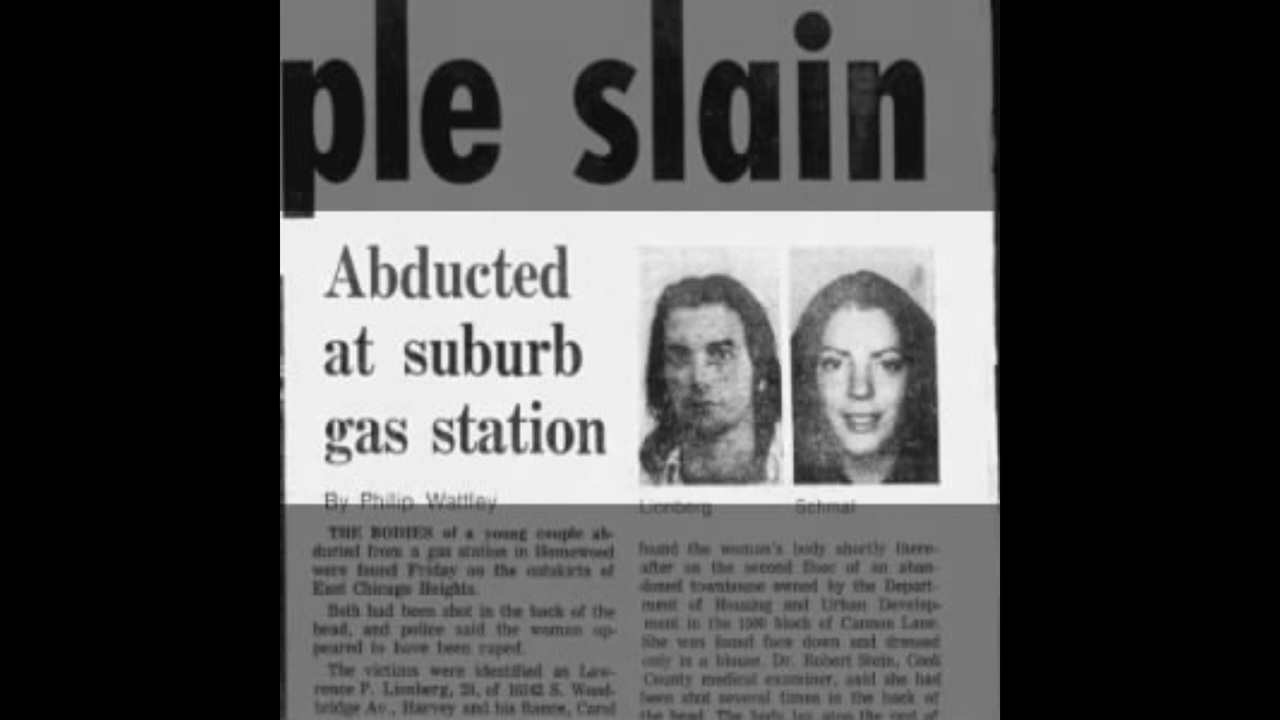 ple slain
Abducted
at suburb
gas station
By Philip Wattley
Lionberg
Schmal
THE BODIES of a young couple ab-
ducted from a gas station in Homewood
were found Friday on the outskirts of
East Chicago Heights.
Both had been shot in the back of the
head, and police said the woman ap-
peared to have been raped.
The victims were identified as Law-
rence P. Lionberg, of S. Wood-
bridge Av., Harvey and his fiance, Carol
found the woman's body shortly there-
after on the second floor of an aban-
doned townhouse owned by the Depart-
ment of Housing and Urban Develop-
ment in the 1500 block of Cannon Lane.
She was found face down and dressed
only in a blouse. Dr. Robert Stein, Cook
County medical examiner, said she had
been shot several times in the back of
the head. The body lay atop the rest of